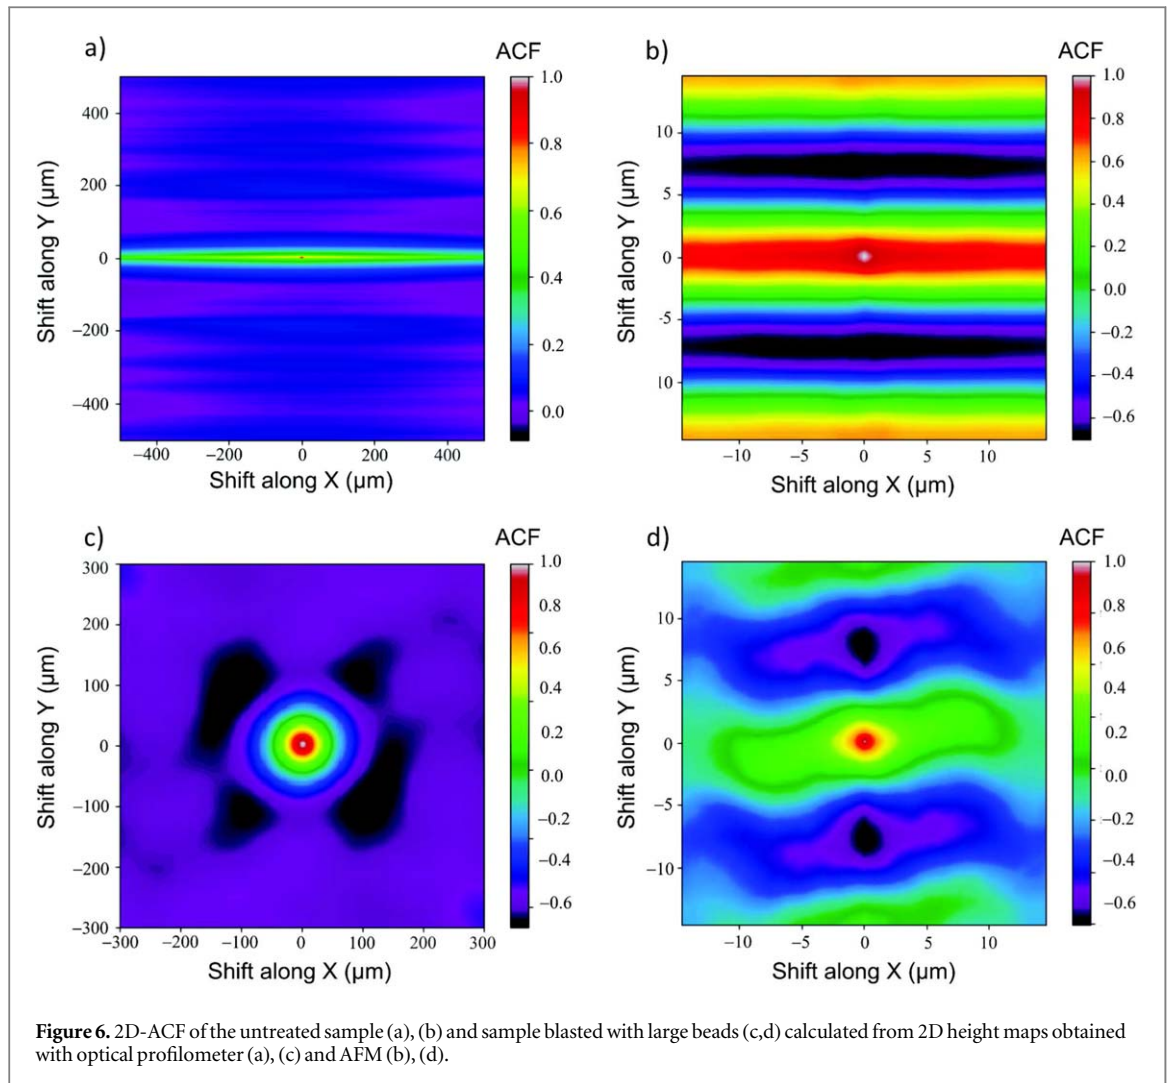 a)
ACF
1.0
0.8
0.6
0.4
0.2
0.0
400
200
0
−200
−400
Shift along Y (µm)
−400 −200 0 200 400
Shift along X (µm)
b)
ACF
1.0
0.8
0.6
0.4
0.2
0.0
−0.2
−0.4
−0.6
10
5
0
-5
10
Shift along Y (µm)
−10 −5 0 5 10
Shift along X (µm)
c)
ACF
1.0
0.8
0.6
0.4
0.2
0.0
−0.2
−0.4
−0.6
300
200
100
0
−100
−200
−300
Shift along Y (µm)
−300 −200 −100 0 100 200 300
Shift along X (µm)
d)
ACF
1.0
0.8
0.6
0.4
0.2
0.0
−0.2
−0.4
−0.6
10
5
0
−5
−10
Shift along Y (µm)
−10 −5 0 5 10
Shift along X (µm)
Figure 6. 2D-ACF of the untreated sample (a), (b) and sample blasted with large beads (c,d) calculated from 2D height maps obtained
with optical profilometer (a), (c) and AFM (b), (d).